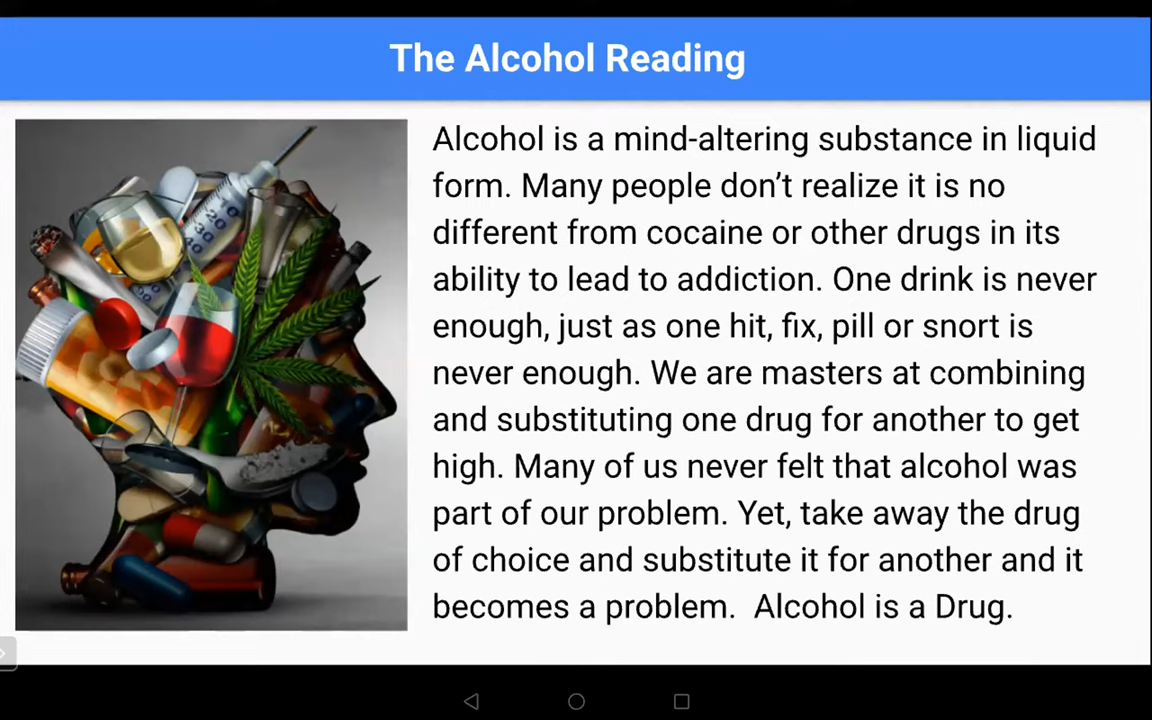 The Alcohol Reading
Alcohol is a mind-altering substance in liquid
form. Many people don’t realize it is no
different from cocaine or other drugs in its
ability to lead to addiction. One drink is never
enough, just as one hit, fix, pill or snort is
never enough. We are masters at combining
and substituting one drug for another to get
high. Many of us never felt that alcohol was
part of our problem. Yet, take away the drug
of choice and substitute it for another and it
becomes a problem.  Alcohol is a Drug.
10
20
30
40